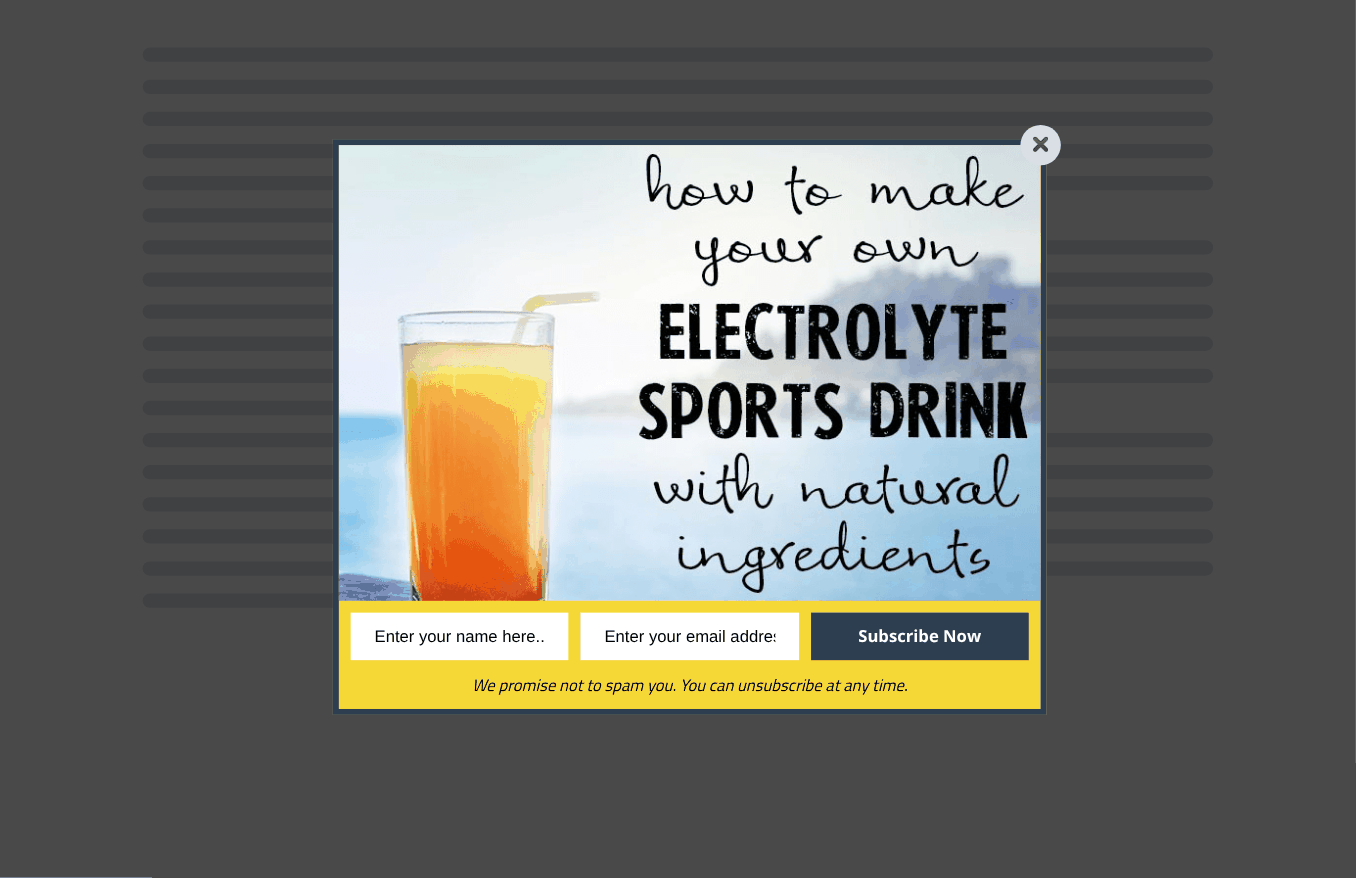 how to make
your own
ELECTROLYTE
SPORTS DRINK
with natural
ingredients
Enter your name here..
Enter your email addres
Subscribe Now
We promise not to spam you. You can unsubscribe at any time.